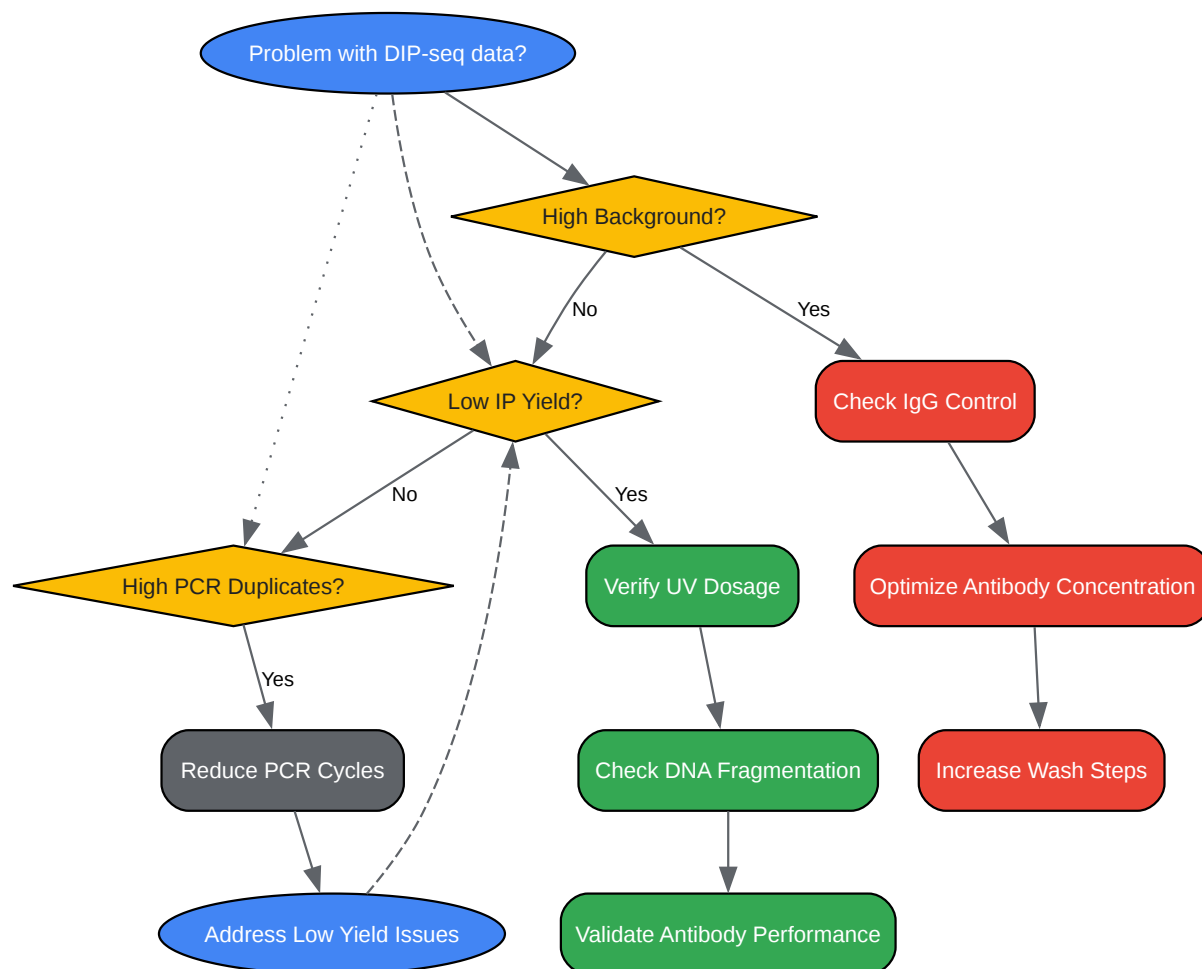 Problem with DIP-seq data?
High Background?
No
Yes
Low IP Yield?
Check IgG Control
No
Yes
High PCR Duplicates?
Verify UV Dosage
Optimize Antibody Concentration
Yes
Reduce PCR Cycles
Check DNA Fragmentation
Increase Wash Steps
Address Low Yield Issues
Validate Antibody Performance